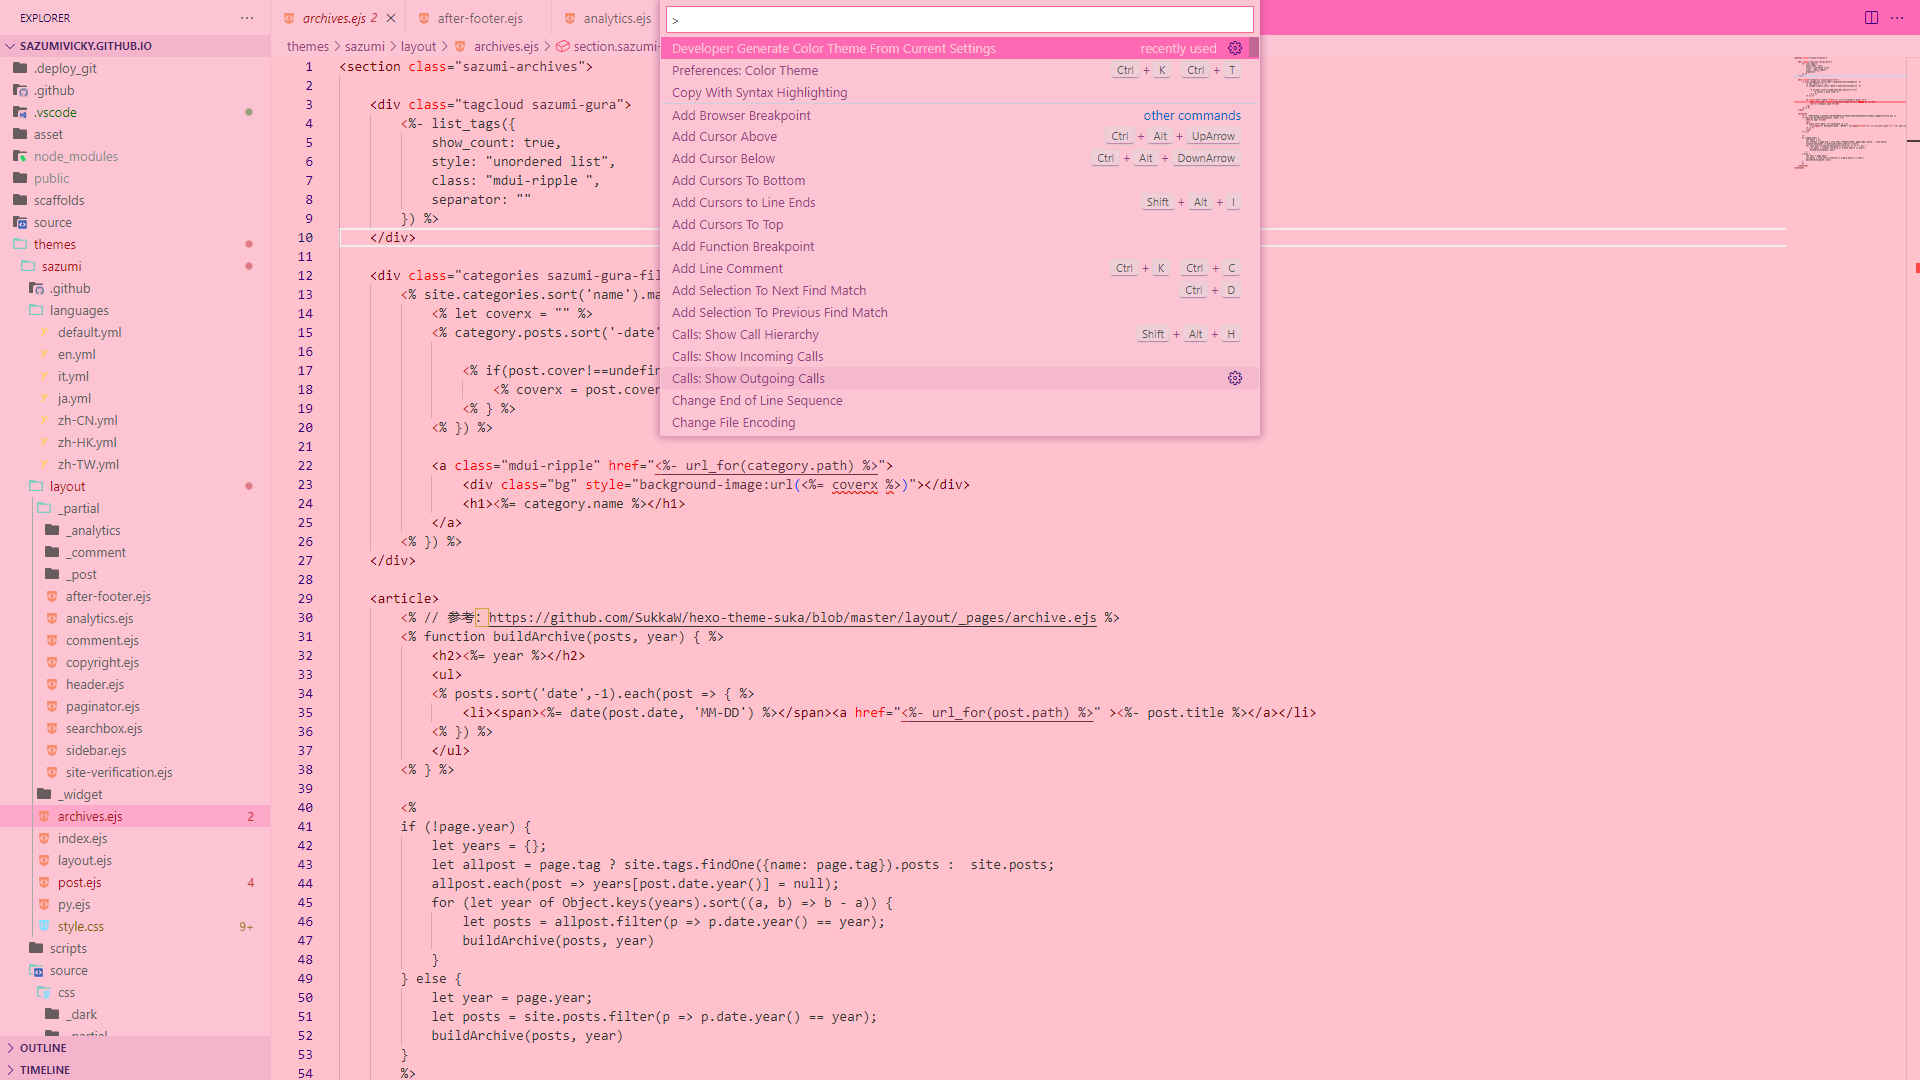 EXPLORER
SAZUMIVICKY.GITHUB.IO
.deploy_git
.github
.vscode
asset
node_modules
public
scaffolds
source
themes
sazumi
.github
languages
default.yml
en.yml
it.yml
ja.yml
zh-CN.yml
zh-HK.yml
zh-TW.yml
layout
_partial
_analytics
_comment
_post
after-footer.ejs
analytics.ejs
comment.ejs
copyright.ejs
header.ejs
paginator.ejs
searchbox.ejs
sidebar.ejs
site-verification.ejs
_widget
archives.ejs 2
index.ejs
layout.ejs
post.ejs 4
py.ejs
style.css 9+
scripts
source
css
_dark
_partial
OUTLINE
TIMELINE
archives.ejs 2
after-footer.ejs
analytics.ejs
themes > sazumi > layout > archives.ejs > section.sazumi-
>
Developer: Generate Color Theme From Current Settings recently used
Preferences: Color Theme Ctrl + K Ctrl + T
Copy With Syntax Highlighting
Add Browser Breakpoint other commands
Add Cursor Above Ctrl + Alt + UpArrow
Add Cursor Below Ctrl + Alt + DownArrow
Add Cursors To Bottom
Add Cursors to Line Ends Shift + Alt + I
Add Cursors To Top
Add Function Breakpoint
Add Line Comment Ctrl + K Ctrl + C
Add Selection To Next Find Match Ctrl + D
Add Selection To Previous Find Match
Calls: Show Call Hierarchy Shift + Alt + H
Calls: Show Incoming Calls
Calls: Show Outgoing Calls
Change End of Line Sequence
Change File Encoding
1 <section class="sazumi-archives">
2
3 <div class="tagcloud sazumi-gura">
4 <%- list_tags({
5 show_count: true,
6 style: "unordered list",
7 class: "mdui-ripple ",
8 separator: ""
9 }) %>
10 </div>
11
12 <div class="categories sazumi-gura-fil
13 <% site.categories.sort('name').ma
14 <% let coverx = "" %>
15 <% category.posts.sort('-date'
16
17 <% if(post.cover!==undefin
18 <% coverx = post.cover
19 <% } %>
20 <% }) %>
21
22 <a class="mdui-ripple" href="<%- url_for(category.path) %>">
23 <div class="bg" style="background-image:url(<%= coverx %>)"></div>
24 <h1><%= category.name %></h1>
25 </a>
26 <% }) %>
27 </div>
28
29 <article>
30 <% // 参考：https://github.com/SukkaW/hexo-theme-suka/blob/master/layout/_pages/archive.ejs %>
31 <% function buildArchive(posts, year) { %>
32 <h2><%= year %></h2>
33 <ul>
34 <% posts.sort('date',-1).each(post => { %>
35 <li><span><%= date(post.date, 'MM-DD') %></span><a href="<%- url_for(post.path) %>" ><%- post.title %></a></li>
36 <% }) %>
37 </ul>
38 <% } %>
39
40 <%
41 if (!page.year) {
42 let years = {};
43 let allpost = page.tag ? site.tags.findOne({name: page.tag}).posts :  site.posts;
44 allpost.each(post => years[post.date.year()] = null);
45 for (let year of Object.keys(years).sort((a, b) => b - a)) {
46 let posts = allpost.filter(p => p.date.year() == year);
47 buildArchive(posts, year)
48 }
49 } else {
50 let year = page.year;
51 let posts = site.posts.filter(p => p.date.year() == year);
52 buildArchive(posts, year)
53 }
54 %>